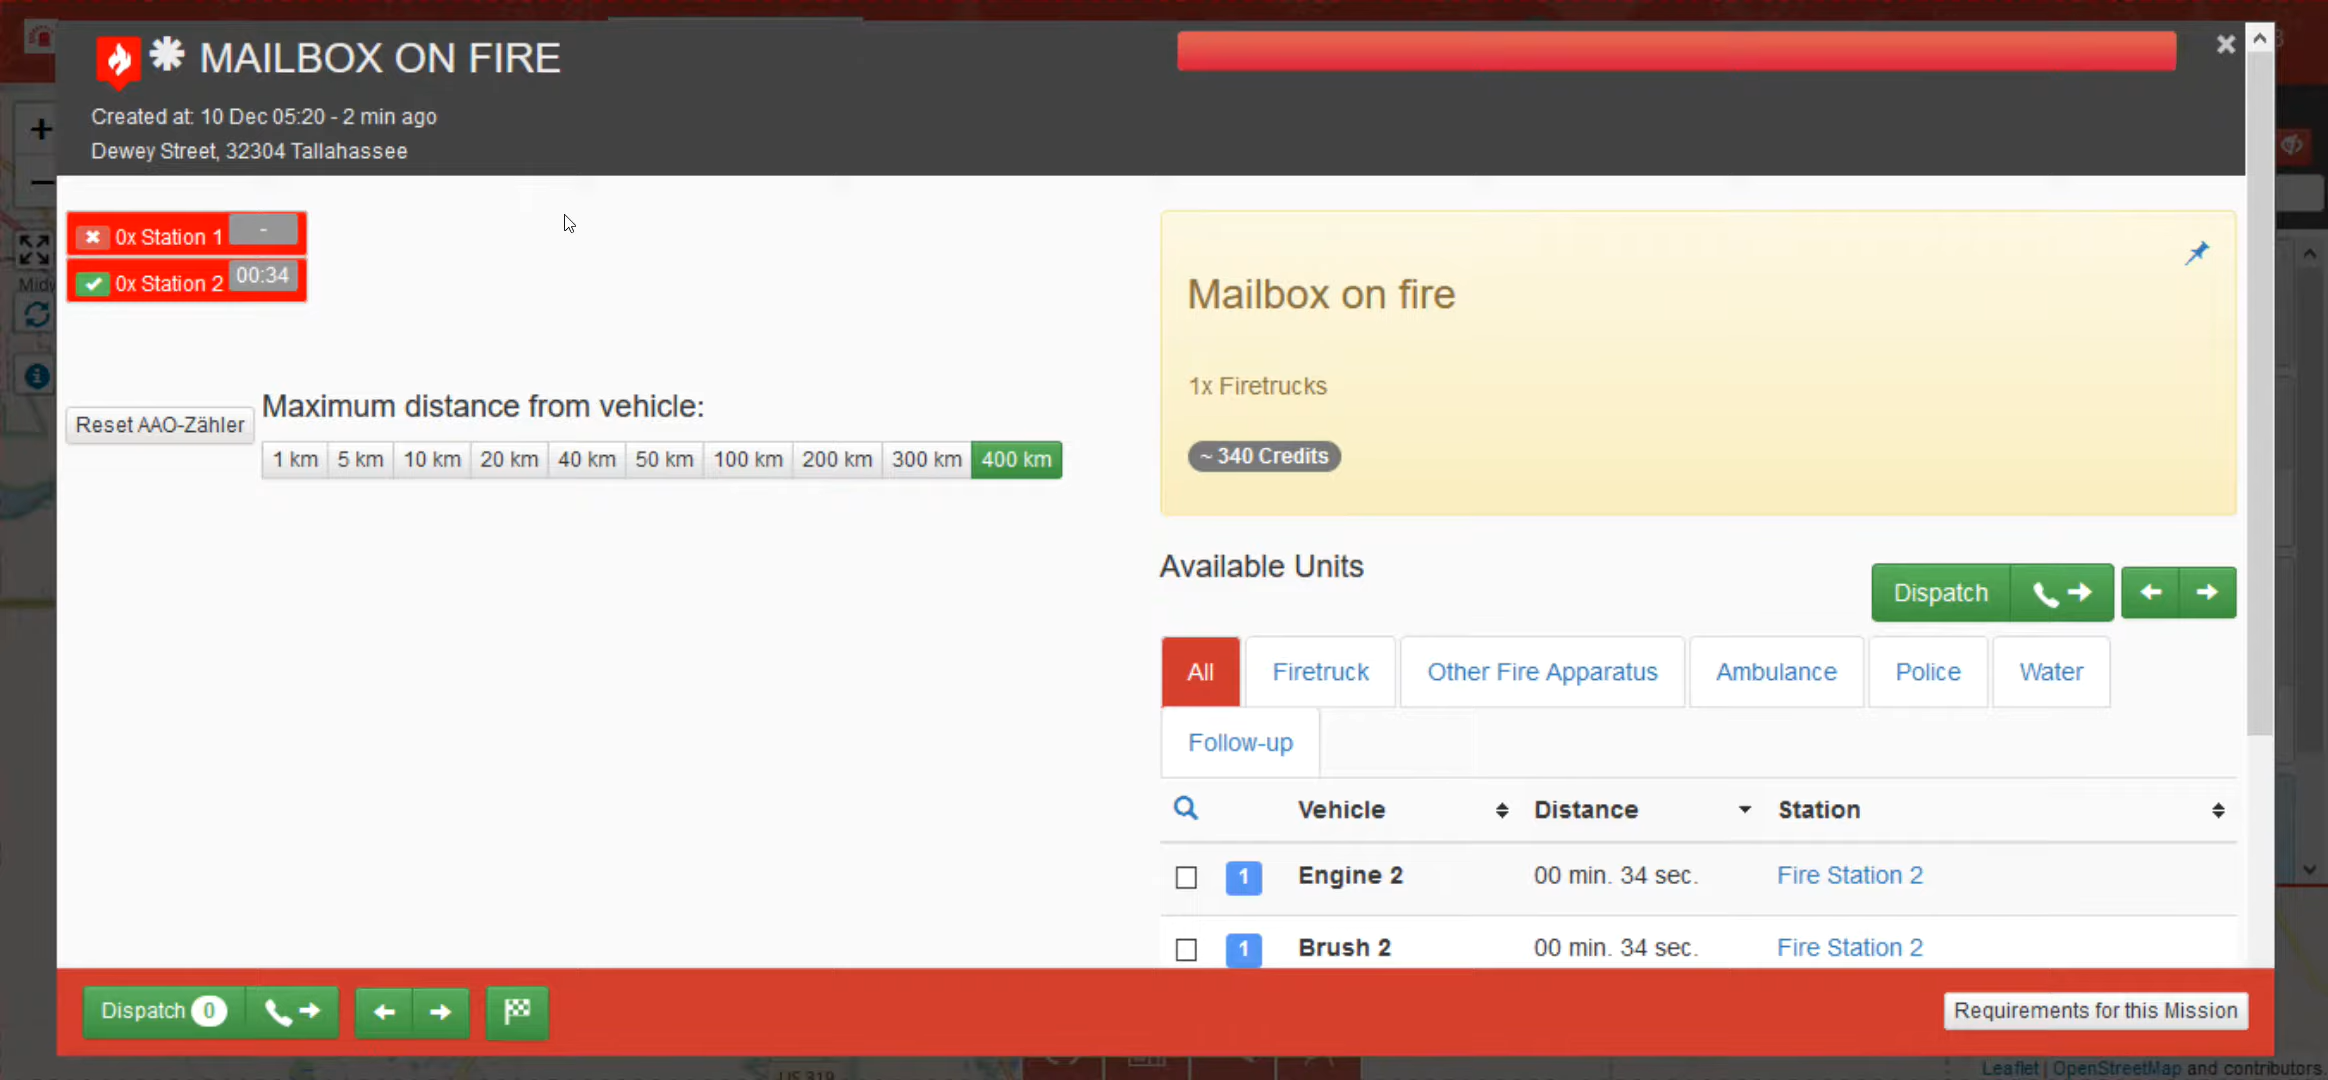 MAILBOX ON FIRE
Created at: 10 Dec 05:20 - 2 min ago
Dewey Street, 32304 Tallahassee
0x Station 1 -
0x Station 2 00:34
Reset AAO-Zähler
Maximum distance from vehicle:
1 km 5 km 10 km 20 km 40 km 50 km 100 km 200 km 300 km 400 km
Mailbox on fire
1x Firetrucks
~ 340 Credits
Available Units
Dispatch
All Firetruck Other Fire Apparatus Ambulance Police Water
Follow-up
Vehicle Distance Station
1 Engine 2 00 min. 34 sec. Fire Station 2
1 Brush 2 00 min. 34 sec. Fire Station 2
Dispatch 0
Requirements for this Mission
Leaflet | OpenStreetMap and contributors